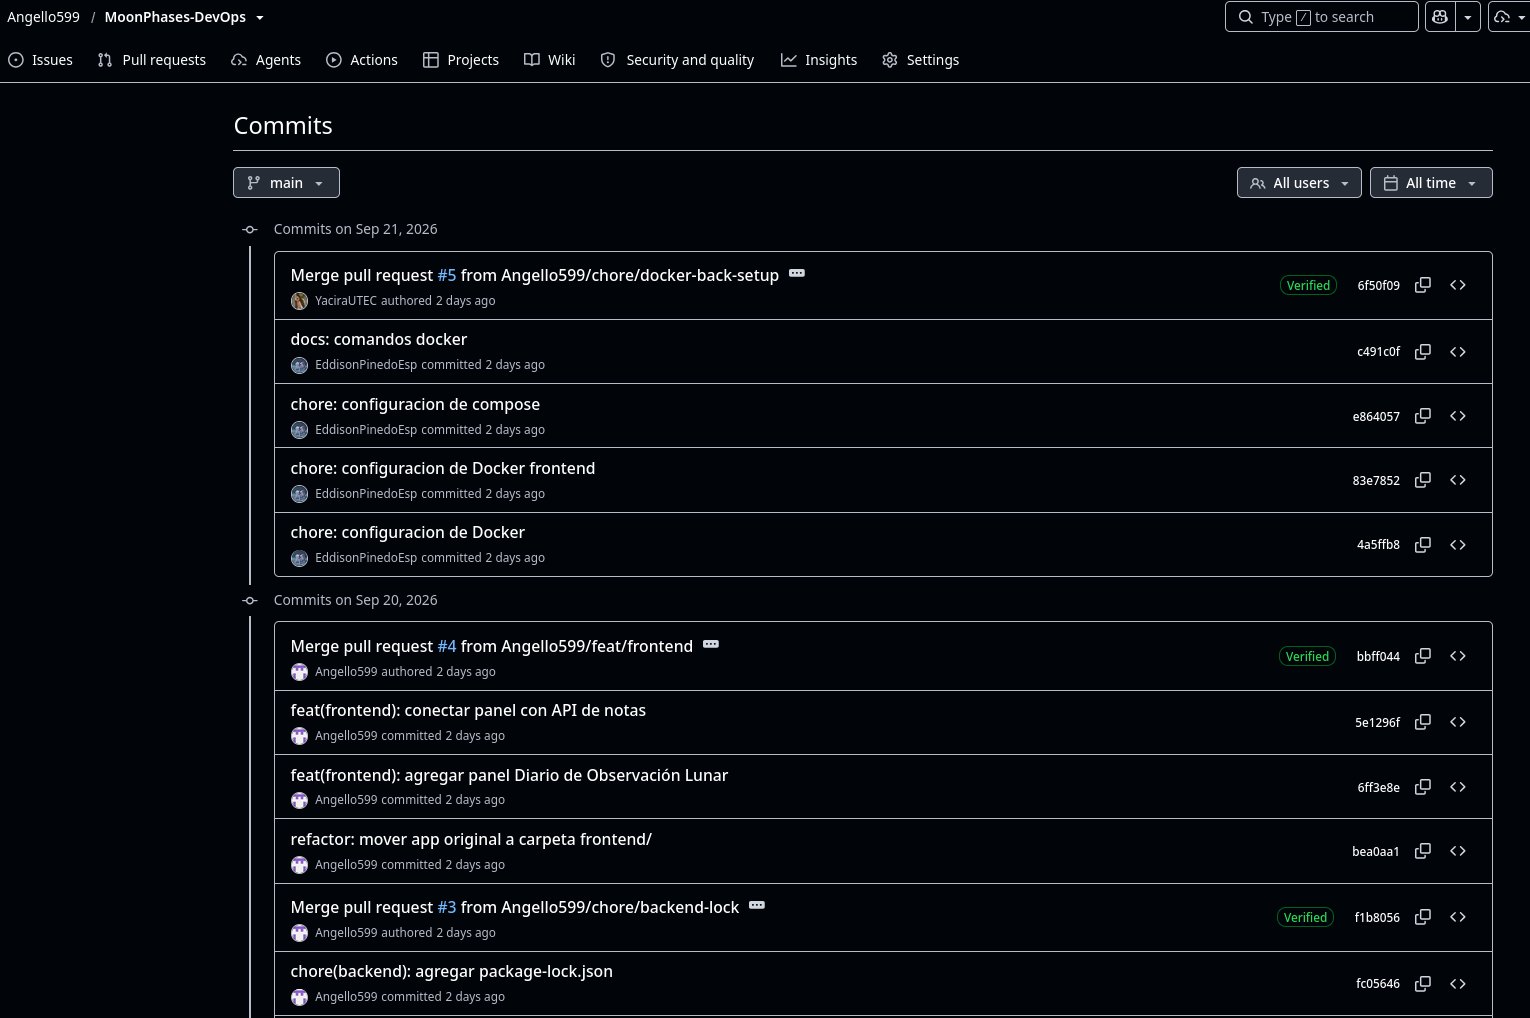 Angello599 / MoonPhases-DevOps
Type / to search
Issues
Pull requests
Agents
Actions
Projects
Wiki
Security and quality
Insights
Settings
Commits
main
All users
All time
Commits on Sep 21, 2026
Merge pull request #5 from Angello599/chore/docker-back-setup
YaciraUTEC authored 2 days ago
Verified
6f50f09
docs: comandos docker
EddisonPinedoEsp committed 2 days ago
c491c0f
chore: configuracion de compose
EddisonPinedoEsp committed 2 days ago
e864057
chore: configuracion de Docker frontend
EddisonPinedoEsp committed 2 days ago
83e7852
chore: configuracion de Docker
EddisonPinedoEsp committed 2 days ago
4a5ffb8
Commits on Sep 20, 2026
Merge pull request #4 from Angello599/feat/frontend
Angello599 authored 2 days ago
Verified
bbff044
feat(frontend): conectar panel con API de notas
Angello599 committed 2 days ago
5e1296f
feat(frontend): agregar panel Diario de Observación Lunar
Angello599 committed 2 days ago
6ff3e8e
refactor: mover app original a carpeta frontend/
Angello599 committed 2 days ago
bea0aa1
Merge pull request #3 from Angello599/chore/backend-lock
Angello599 authored 2 days ago
Verified
f1b8056
chore(backend): agregar package-lock.json
Angello599 committed 2 days ago
fc05646